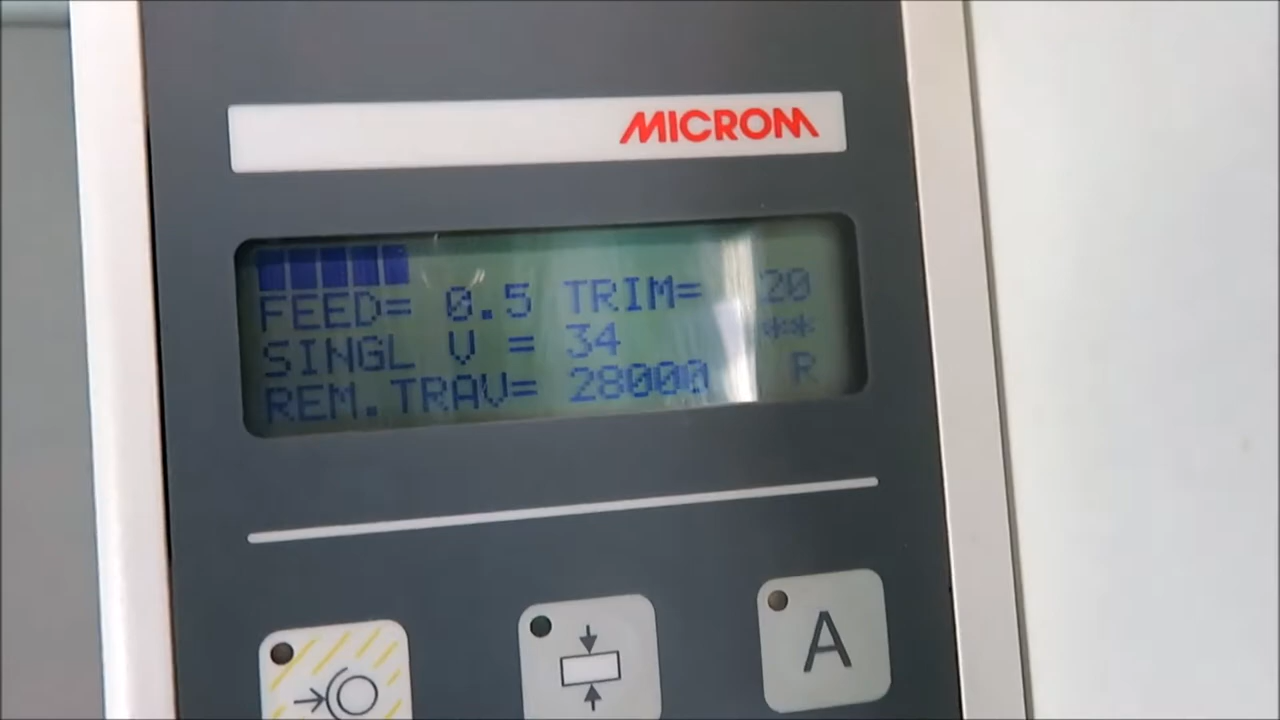 MICROM
FEED= 0.5 TRIM= 20
SINGL V = 34 **
REM.TRAV= 28000 R
A